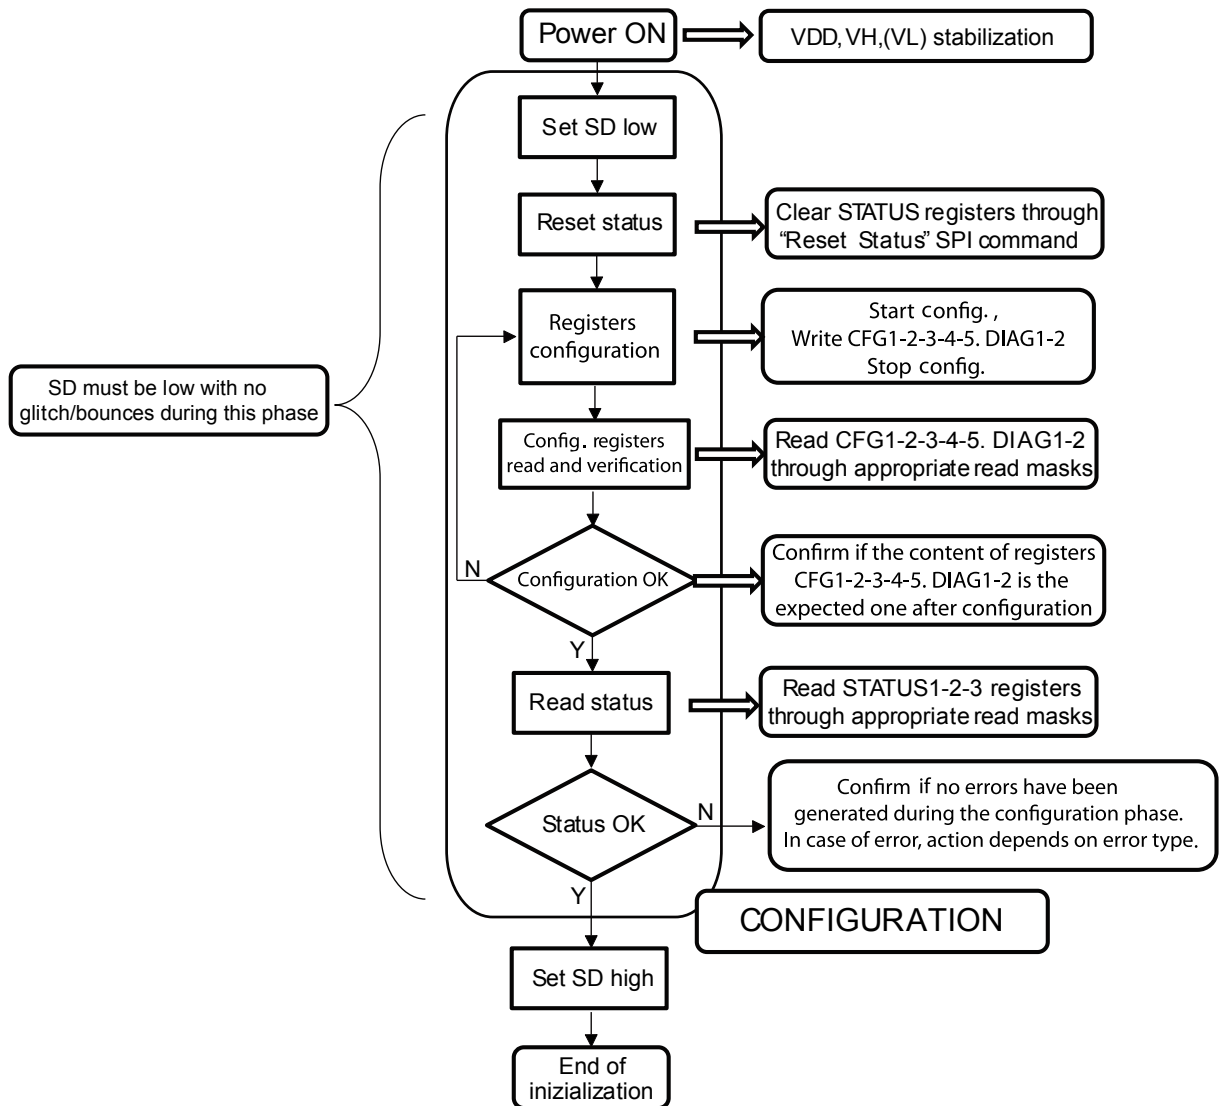 Power ON
VDD, VH,(VL) stabilization
Set SD low
Reset status
Clear STATUS registers through
“Reset Status” SPI command
Registers
configuration
Start config. ,
Write CFG1-2-3-4-5. DIAG1-2
Stop config.
SD must be low with no
glitch/bounces during this phase
Config. registers
read and verification
Read CFG1-2-3-4-5. DIAG1-2
through appropriate read masks
N
Configuration OK
Confirm if the content of registers
CFG1-2-3-4-5. DIAG1-2 is the
expected one after configuration
Y
Read status
Read STATUS1-2-3 registers
through appropriate read masks
Status OK
N
Confirm if no errors have been
generated during the configuration phase.
In case of error, action depends on error type.
Y
CONFIGURATION
Set SD high
End of
inizialization